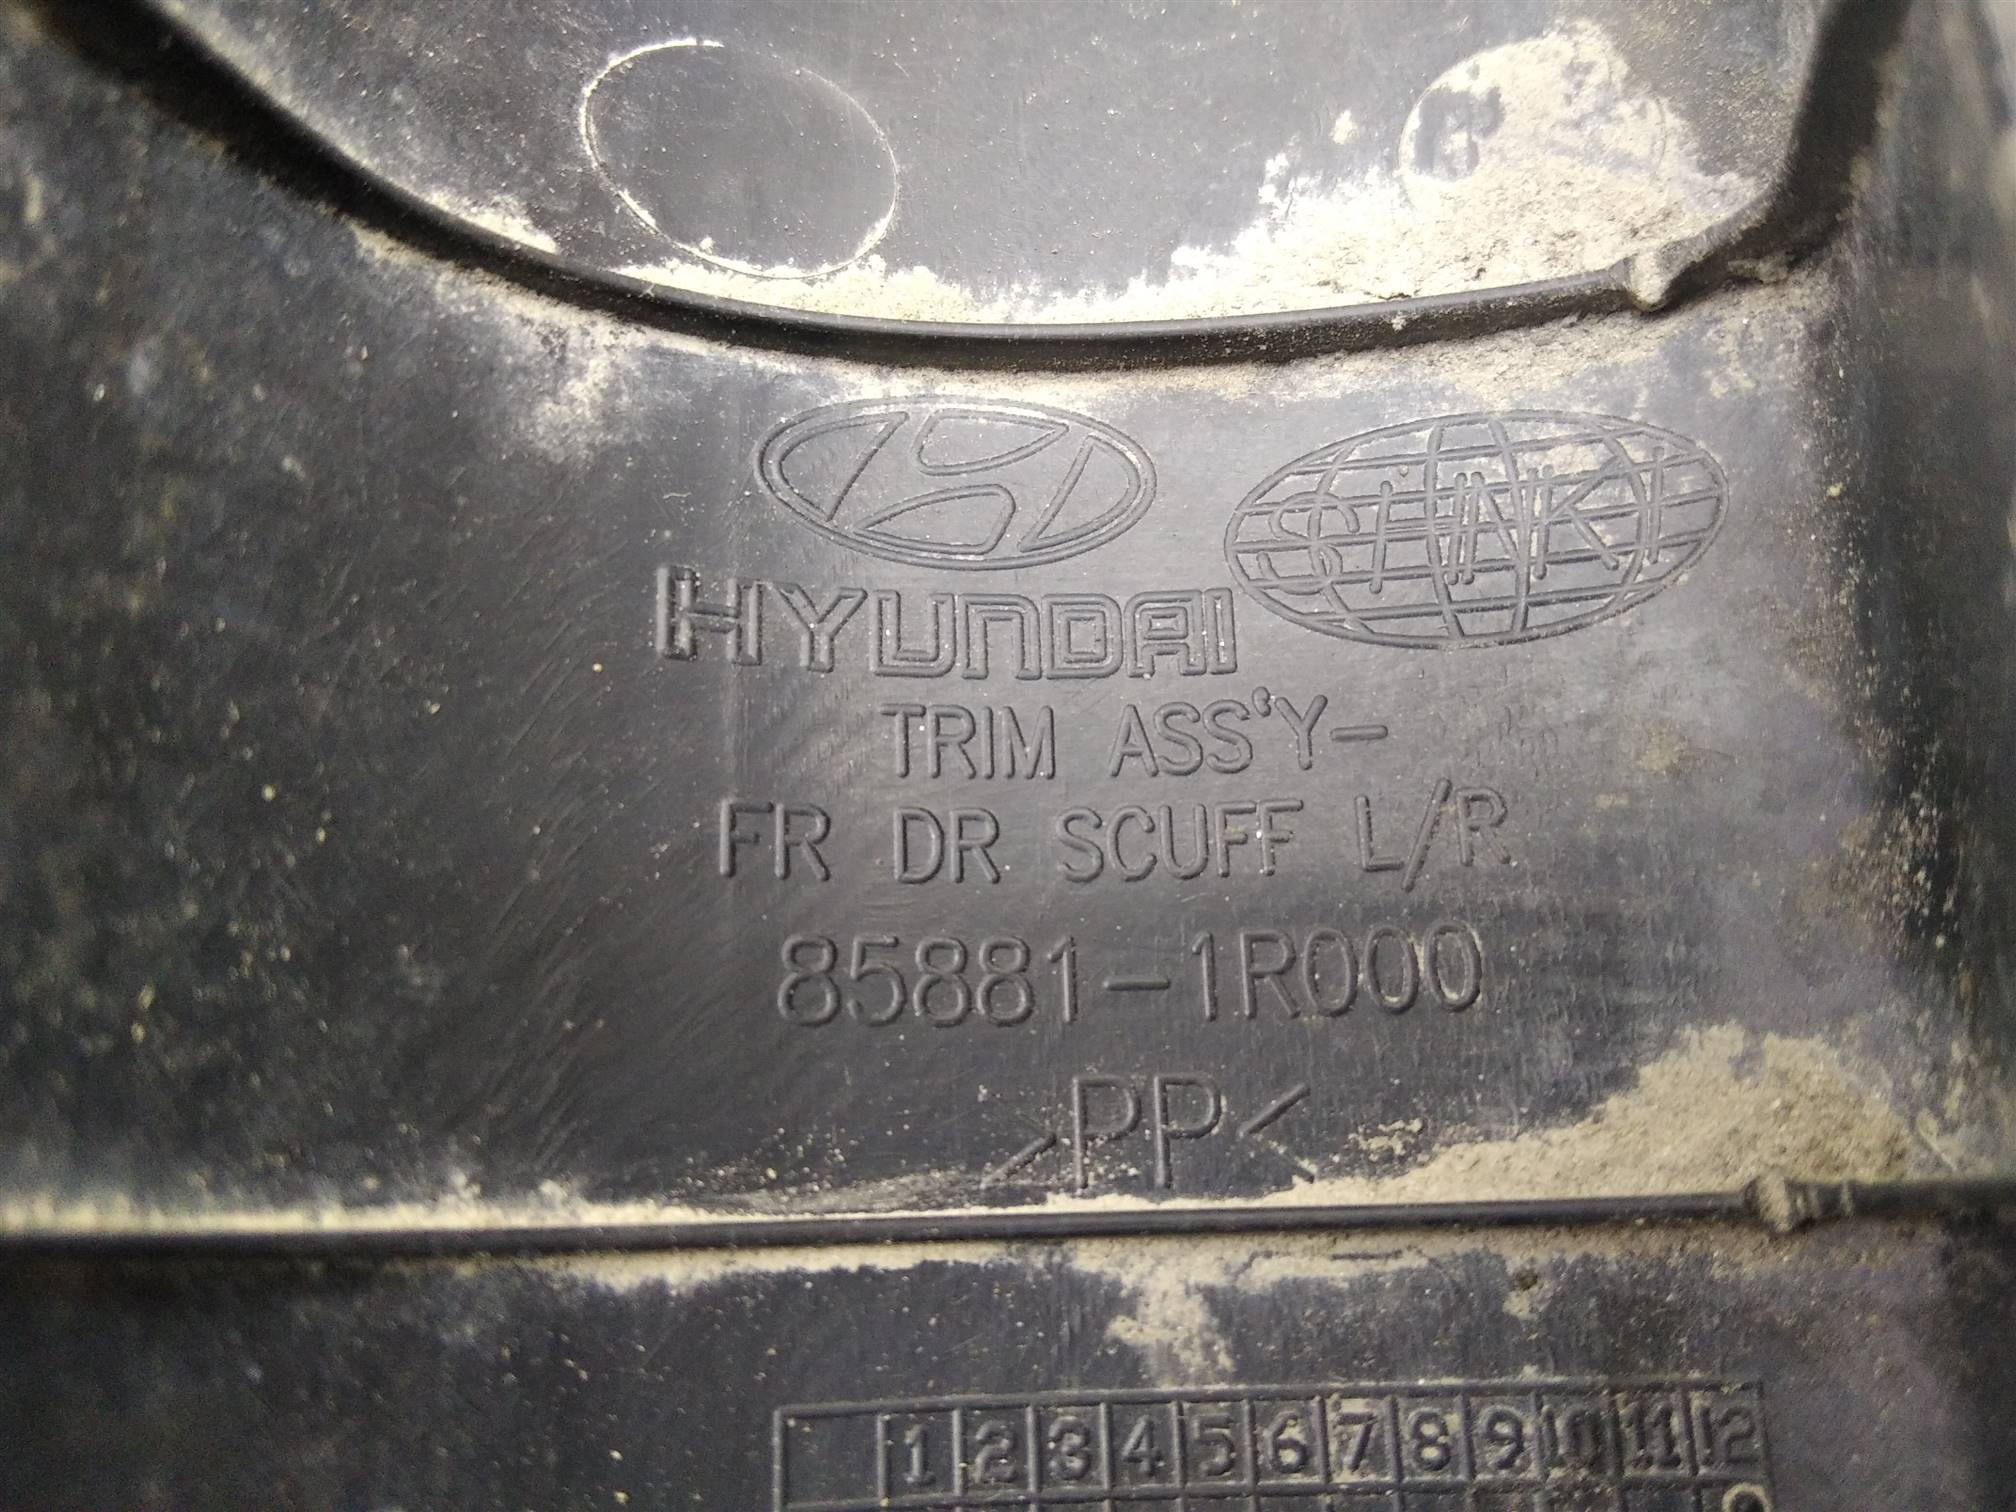 SHINKI
HYUNDAI
TRIM ASS'Y-
FR DR SCUFF L/R
85881-1R000
>PP<
1 2 3 4 5 6 7 8 9 10 11 12